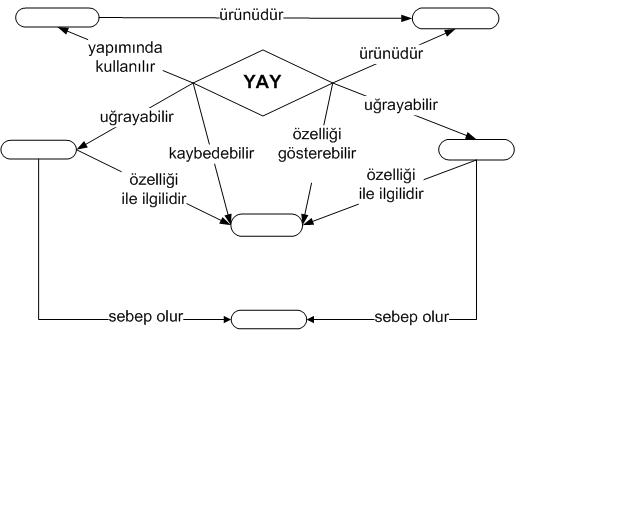 ürünüdür
yapımında
kullanılır
YAY
ürünüdür
uğrayabilir
uğrayabilir
kaybedebilir
özelliği
gösterebilir
özelliği
ile ilgilidir
özelliği
ile ilgilidir
sebep olur
sebep olur